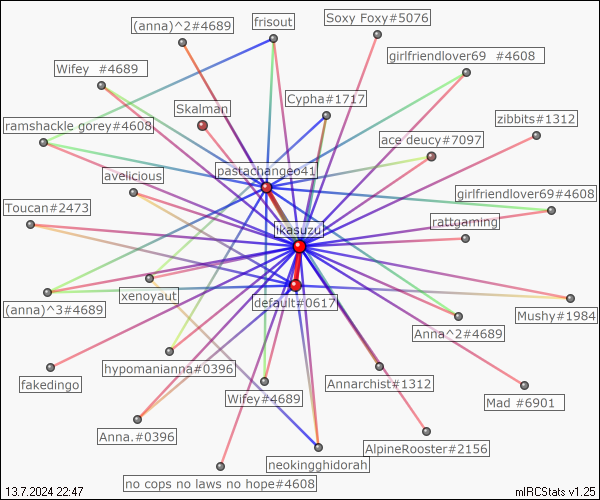 (anna)^2#4689
frisout
Soxy Foxy#5076
Wifey  #4689
girlfriendlover69  #4608
Skalman
Cypha#1717
ramshackle gorey#4608
zibbits#1312
ace deucy#7097
avelicious
pastachangeo41
girlfriendlover69#4608
Toucan#2473
ikasuzu
rattgaming
(anna)^3#4689
xenoyaut
default#0617
Mushy#1984
Anna^2#4689
fakedingo
hypomanianna#0396
Wifey#4689
Annarchist#1312
Mad #6901
Anna.#0396
neokingghidorah
AlpineRooster#2156
no cops no laws no hope#4608
13.7.2024 22:47
mIRCStats v1.25